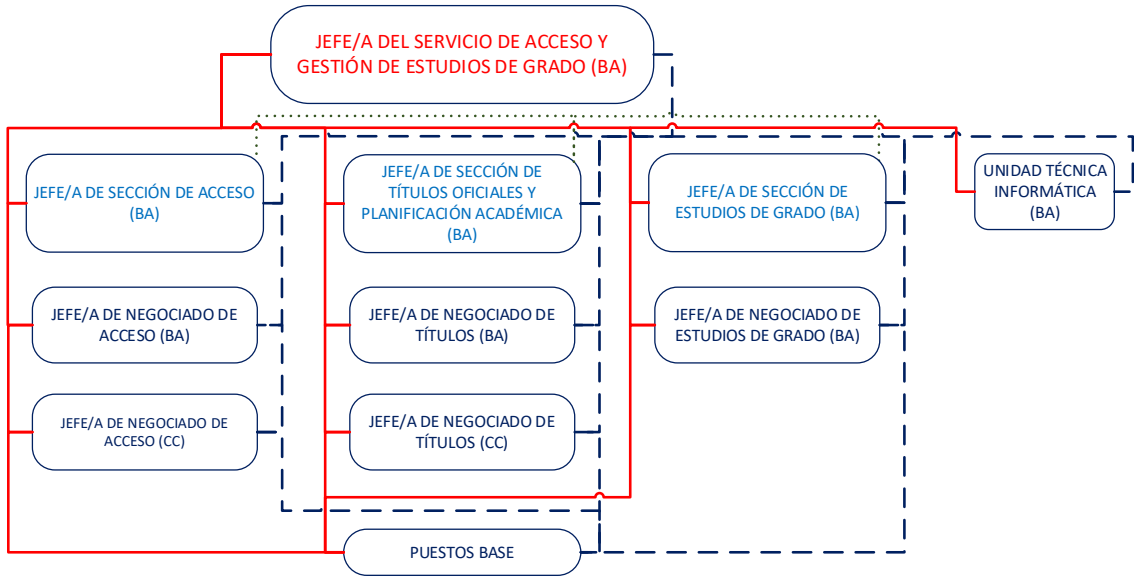 JEFE/A DEL SERVICIO DE ACCESO Y
GESTIÓN DE ESTUDIOS DE GRADO (BA)
JEFE/A DE SECCIÓN DE ACCESO
(BA)
JEFE/A DE SECCIÓN DE
TÍTULOS OFICIALES Y
PLANIFICACIÓN ACADÉMICA
(BA)
JEFE/A DE SECCIÓN DE
ESTUDIOS DE GRADO (BA)
UNIDAD TÉCNICA
INFORMÁTICA
(BA)
JEFE/A DE NEGOCIADO DE
ACCESO (BA)
JEFE/A DE NEGOCIADO DE
TÍTULOS (BA)
JEFE/A DE NEGOCIADO DE
ESTUDIOS DE GRADO (BA)
JEFE/A DE NEGOCIADO DE
ACCESO (CC)
JEFE/A DE NEGOCIADO DE
TÍTULOS (CC)
PUESTOS BASE